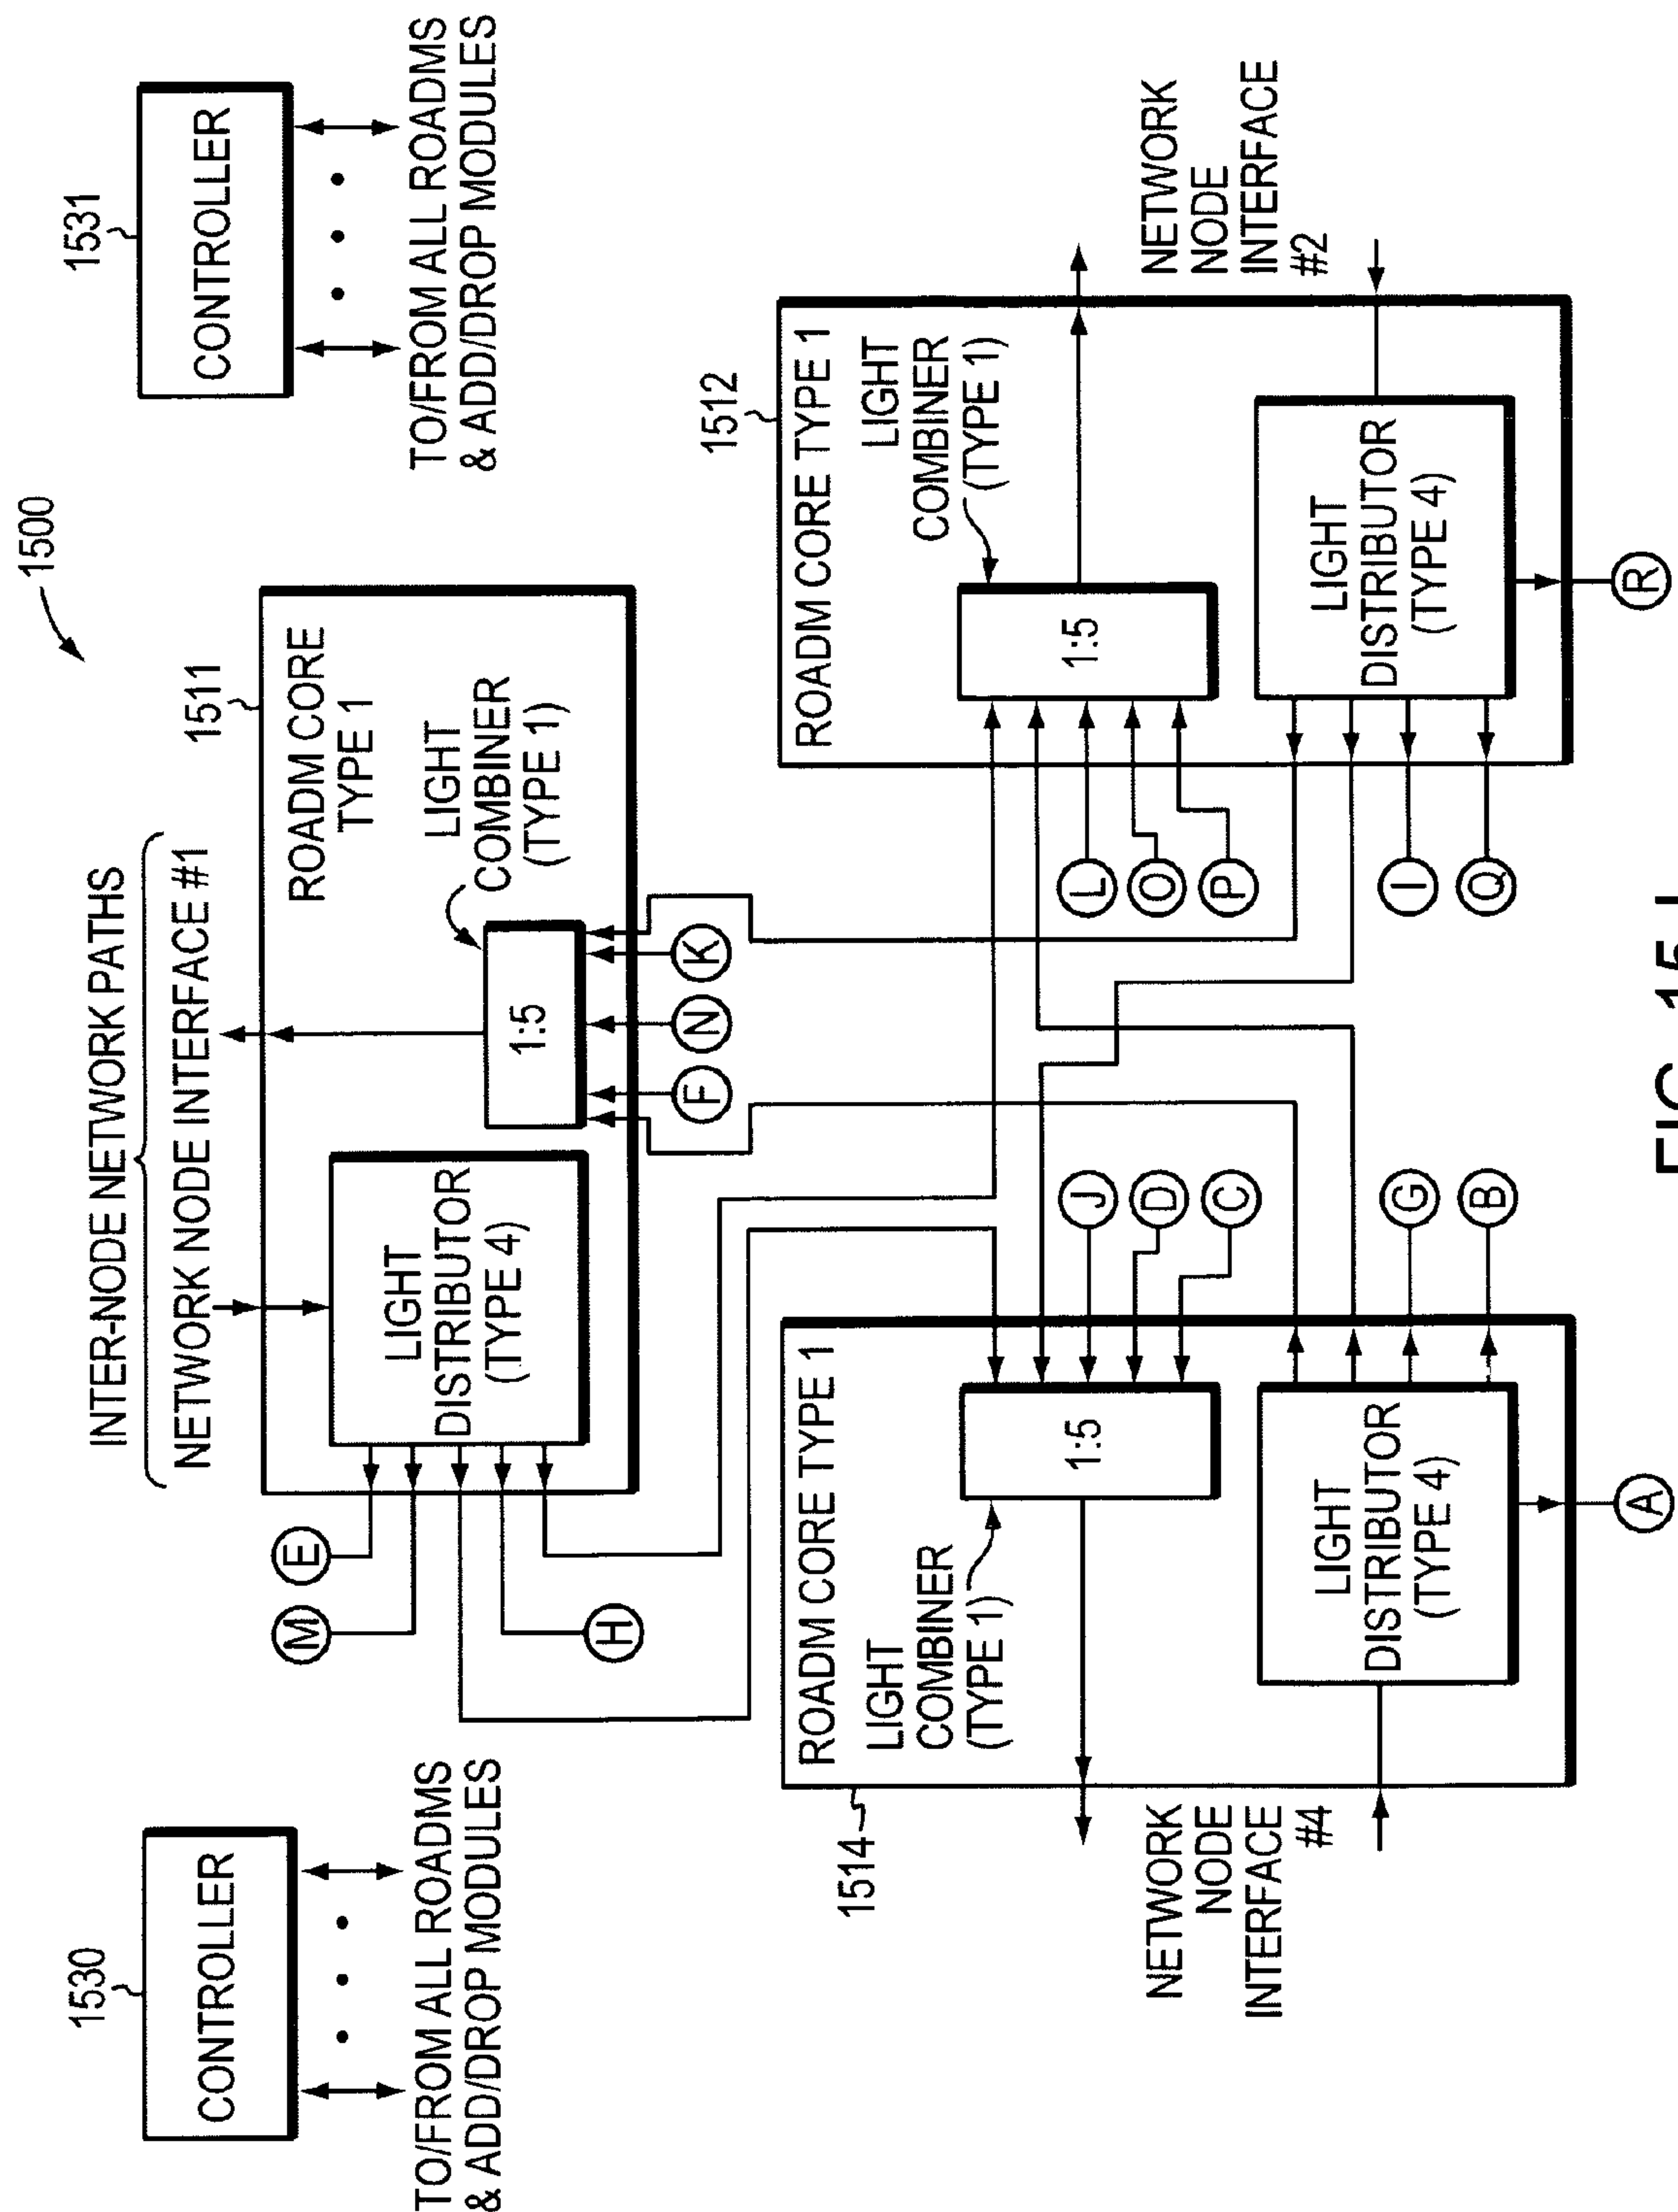 1500
INTER-NODE NETWORK PATHS
NETWORK NODE INTERFACE #1
1530
CONTROLLER
TO/FROM ALL ROADMS
& ADD/DROP MODULES
1531
CONTROLLER
TO/FROM ALL ROADMS
& ADD/DROP MODULES
1511
ROADM CORE
TYPE 1
LIGHT
DISTRIBUTOR
(TYPE 4)
LIGHT
COMBINER
(TYPE 1)
1:5
E
M
H
F
N
K
1514
ROADM CORE TYPE 1
LIGHT
COMBINER
(TYPE 1)
1:5
LIGHT
DISTRIBUTOR
(TYPE 4)
NETWORK
NODE
INTERFACE
#4
J
D
C
G
B
A
1512
ROADM CORE TYPE 1
LIGHT
COMBINER
(TYPE 1)
1:5
LIGHT
DISTRIBUTOR
(TYPE 4)
NETWORK
NODE
INTERFACE
#2
L
O
P
I
Q
R